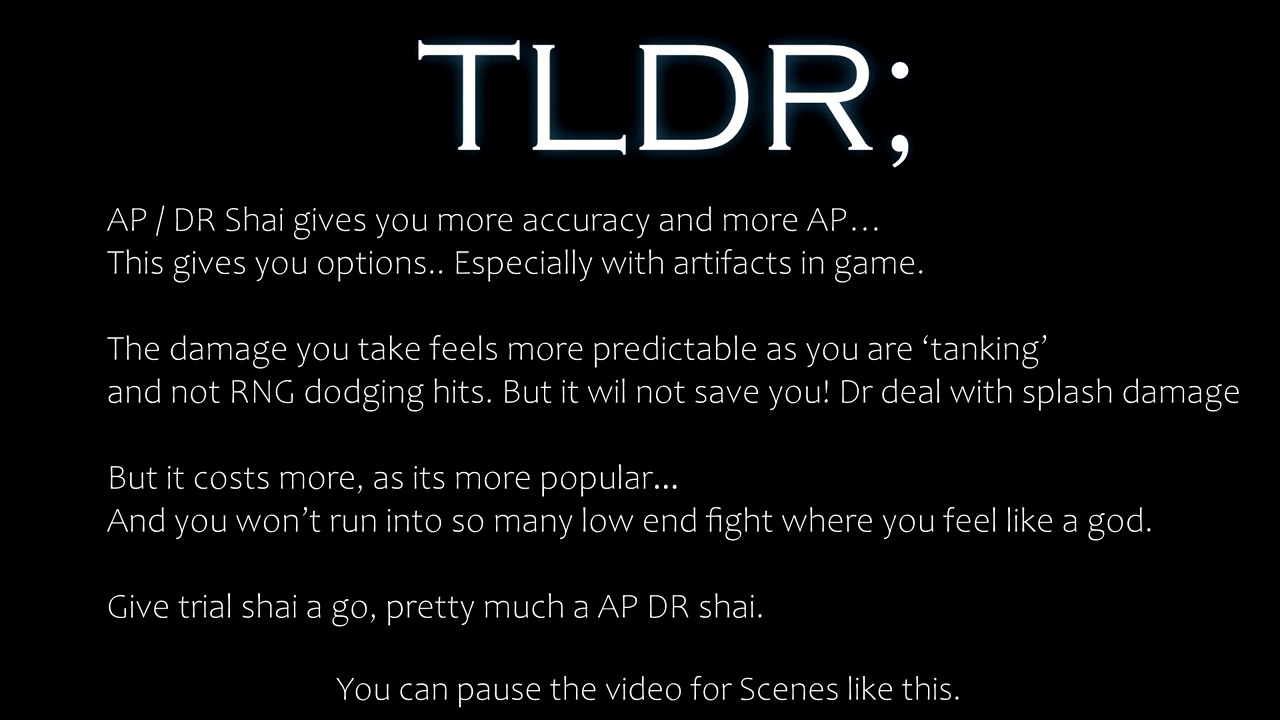 TLDR;
AP / DR Shai gives you more accuracy and more AP...
This gives you options.. Especially with artifacts in game.
The damage you take feels more predictable as you are ‘tanking’
and not RNG dodging hits. But it wil not save you! Dr deal with splash damage
But it costs more, as its more popular...
And you won’t run into so many low end fight where you feel like a god.
Give trial shai a go, pretty much a AP DR shai.
You can pause the video for Scenes like this.